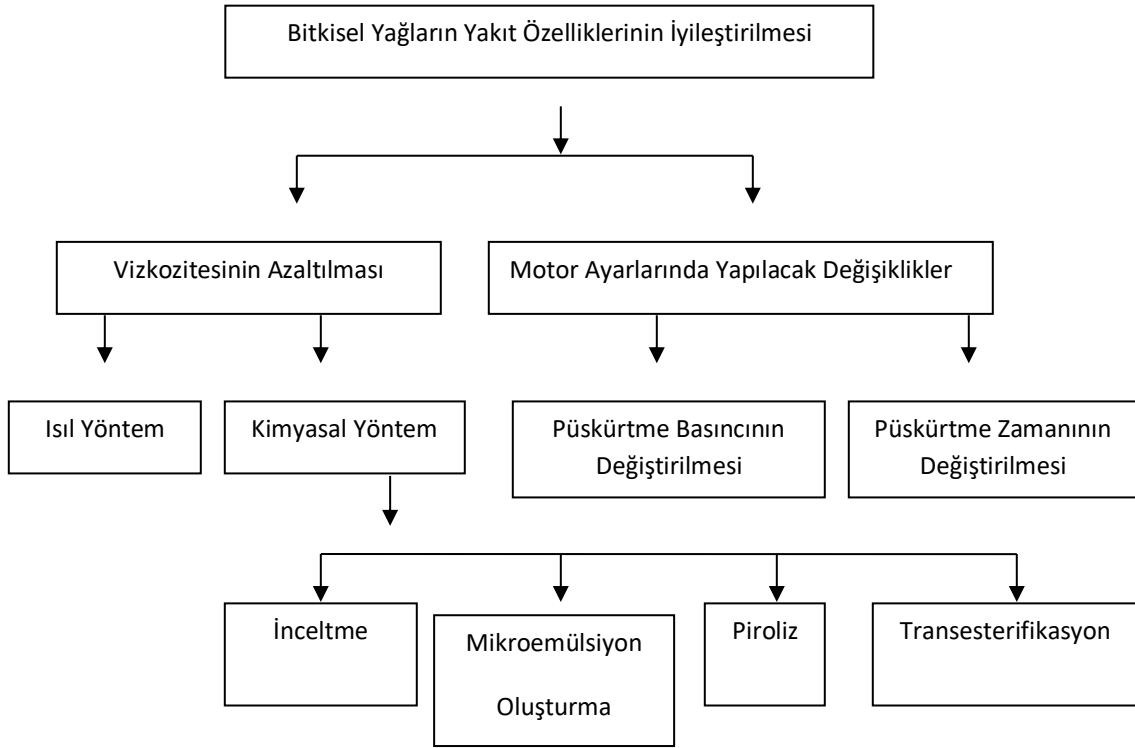 Bitkisel Yağların Yakıt Özelliklerinin İyileştirilmesi
Vizkozitesinin Azaltılması
Motor Ayarlarında Yapılacak Değişiklikler
Isıl Yöntem
Kimyasal Yöntem
Püskürtme Basıncının
Değiştirilmesi
Püskürtme Zamanının
Değiştirilmesi
İnceltme
Mikroemülsiyon
Oluşturma
Piroliz
Transesterifikasyon